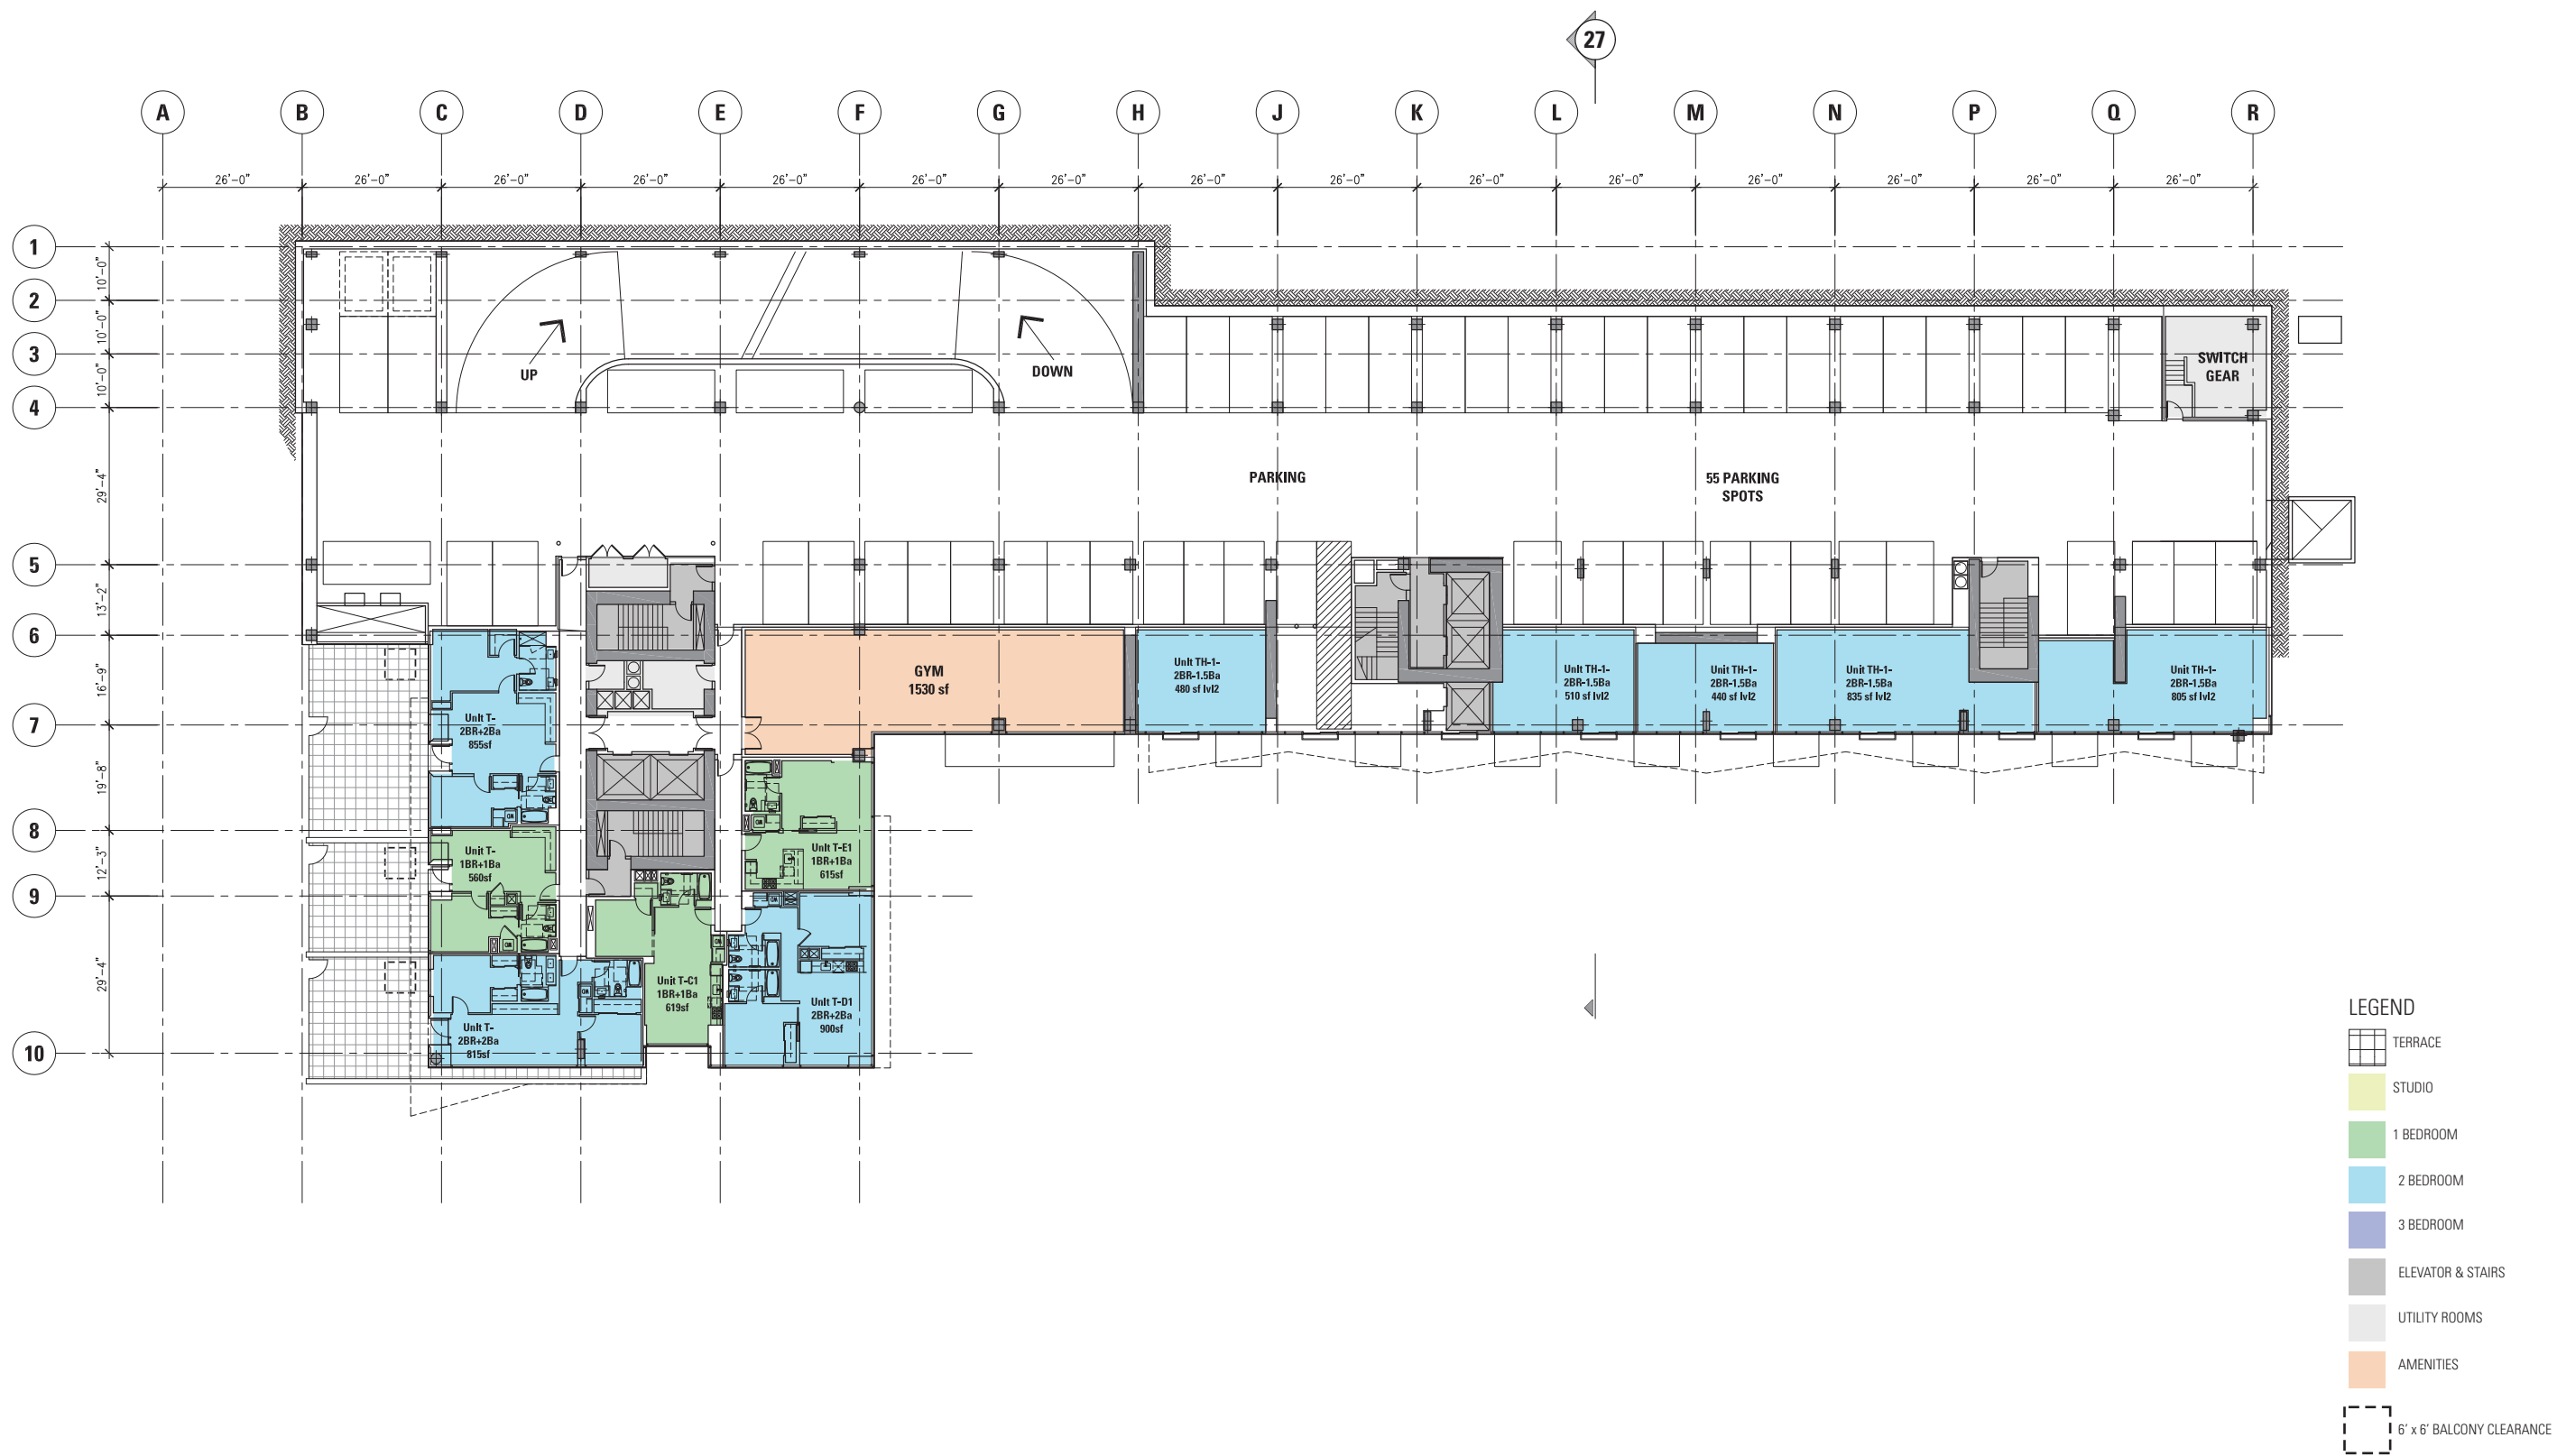 27
A B C D E F G H J K L M N P Q R
26'-0" 26'-0" 26'-0" 26'-0" 26'-0" 26'-0" 26'-0" 26'-0" 26'-0" 26'-0" 26'-0" 26'-0" 26'-0" 26'-0" 26'-0"
1
10'-0"
2
10'-0"
3
10'-0"
4
29'-4"
5
13'-2"
6
16'-9"
7
19'-8"
8
12'-3"
9
29'-4"
10
UP
DOWN
SWITCH
GEAR
PARKING
55 PARKING
SPOTS
GYM
1530 sf
Unit TH-1-
2BR-1.5Ba
480 sf lvl2
Unit TH-1-
2BR-1.5Ba
510 sf lvl2
Unit TH-1-
2BR-1.5Ba
440 sf lvl2
Unit TH-1-
2BR-1.5Ba
835 sf lvl2
Unit TH-1-
2BR-1.5Ba
805 sf lvl2
Unit T-
2BR+2Ba
855sf
Unit T-
1BR+1Ba
560sf
Unit T-E1
1BR+1Ba
615sf
Unit T-C1
1BR+1Ba
619sf
Unit T-D1
2BR+2Ba
900sf
Unit T-
2BR+2Ba
815sf
LEGEND
TERRACE
STUDIO
1 BEDROOM
2 BEDROOM
3 BEDROOM
ELEVATOR & STAIRS
UTILITY ROOMS
AMENITIES
6' x 6' BALCONY CLEARANCE